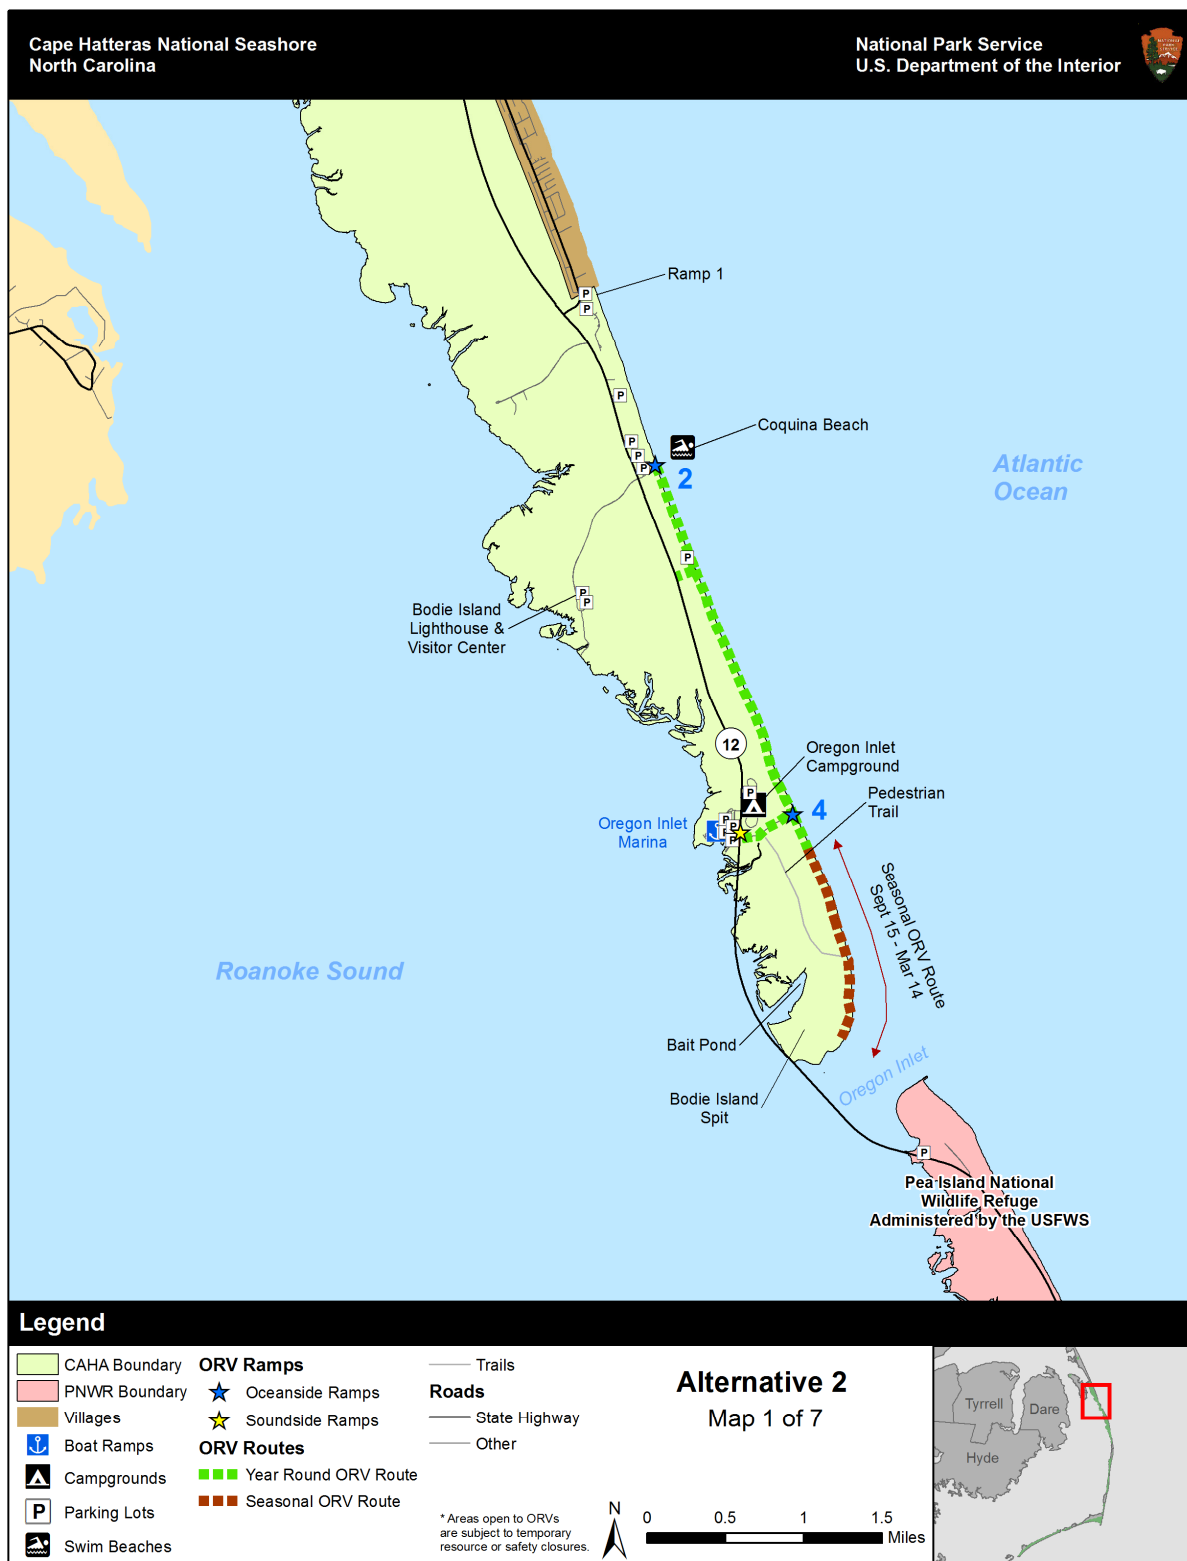 Cape Hatteras National Seashore
North Carolina
National Park Service
U.S. Department of the Interior
Ramp 1
Coquina Beach
2
Atlantic
Ocean
Bodie Island
Lighthouse &
Visitor Center
12
Oregon Inlet
Campground
Pedestrian
Trail
4
Oregon Inlet
Marina
Seasonal ORV Route
Sept 15 - Mar 14
Roanoke Sound
Bait Pond
Oregon Inlet
Bodie Island
Spit
P
Pea Island National
Wildlife Refuge
Administered by the USFWS
Legend
CAHA Boundary
PNWR Boundary
Villages
Boat Ramps
Campgrounds
P Parking Lots
Swim Beaches
ORV Ramps
Oceanside Ramps
Soundside Ramps
ORV Routes
Year Round ORV Route
Seasonal ORV Route
Trails
Roads
State Highway
Other
* Areas open to ORVs
are subject to temporary
resource or safety closures.
Alternative 2
Map 1 of 7
N
0 0.5 1 1.5
Miles
Tyrrell
Dare
Hyde